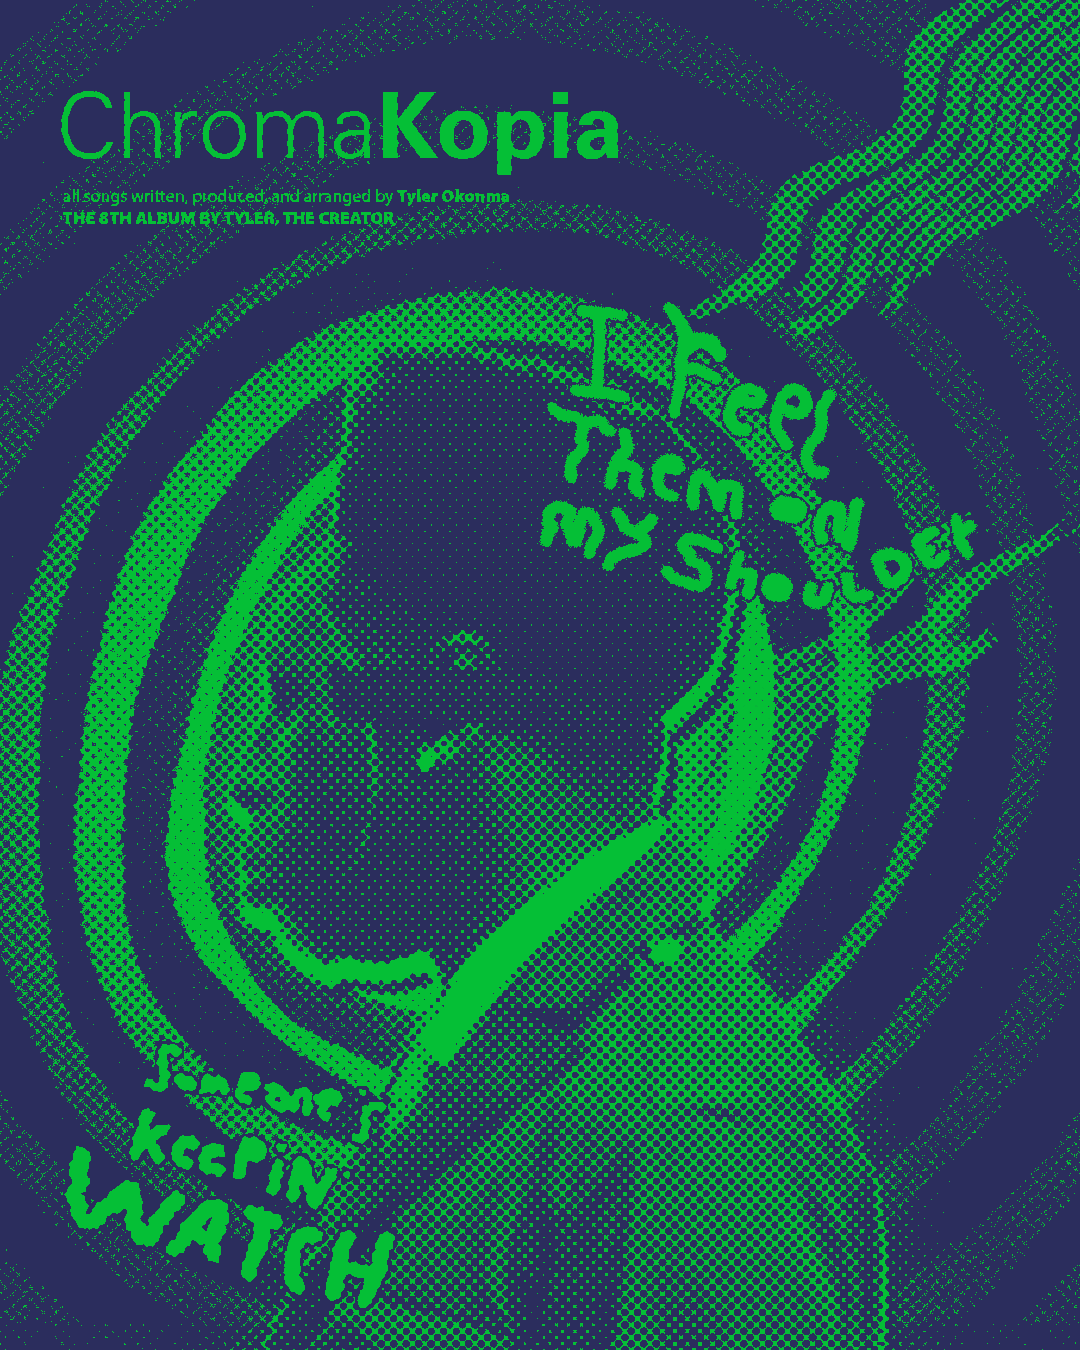 ChromaKopia
all songs written, produced, and arranged by Tyler Okonma
THE 8TH ALBUM BY TYLER, THE CREATOR
I Feel
Them ON
MY ShouLDEr
SomeoneS
KeePIN
WATCH